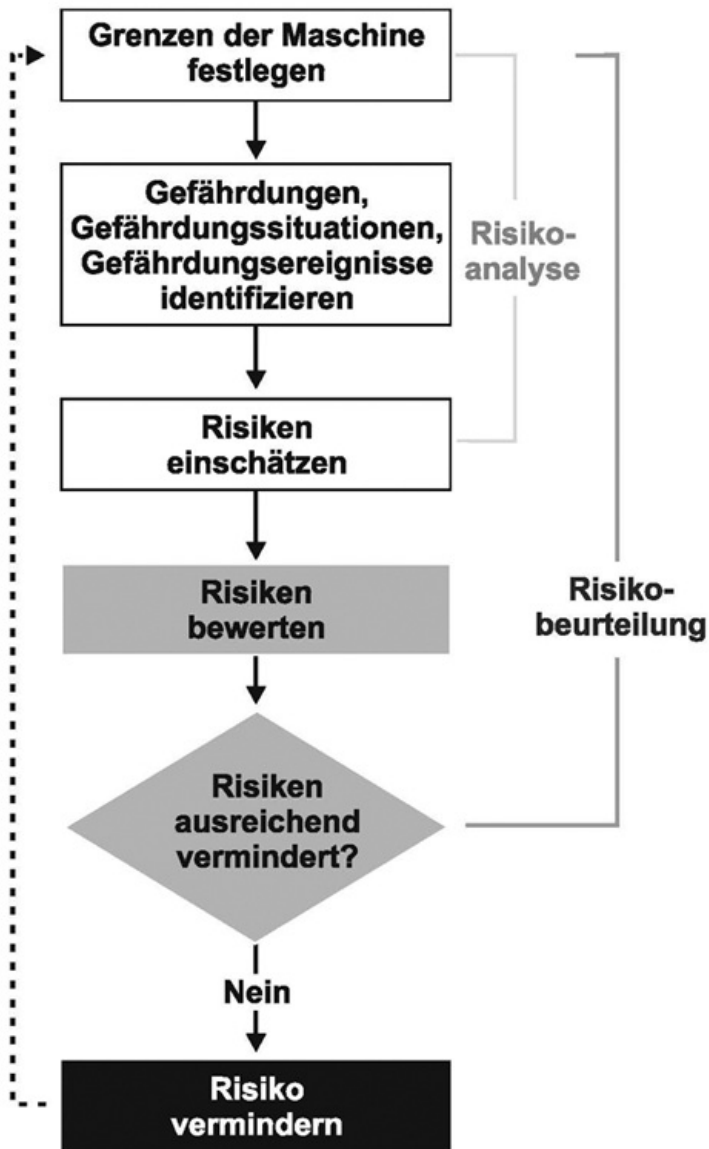 Grenzen der Maschine
festlegen
Gefährdungen,
Gefährdungssituationen,
Gefährdungsereignisse
identifizieren
Risiko-
analyse
Risiken
einschätzen
Risiken
bewerten
Risiko-
beurteilung
Risiken
ausreichend
vermindert?
Nein
Risiko
vermindern